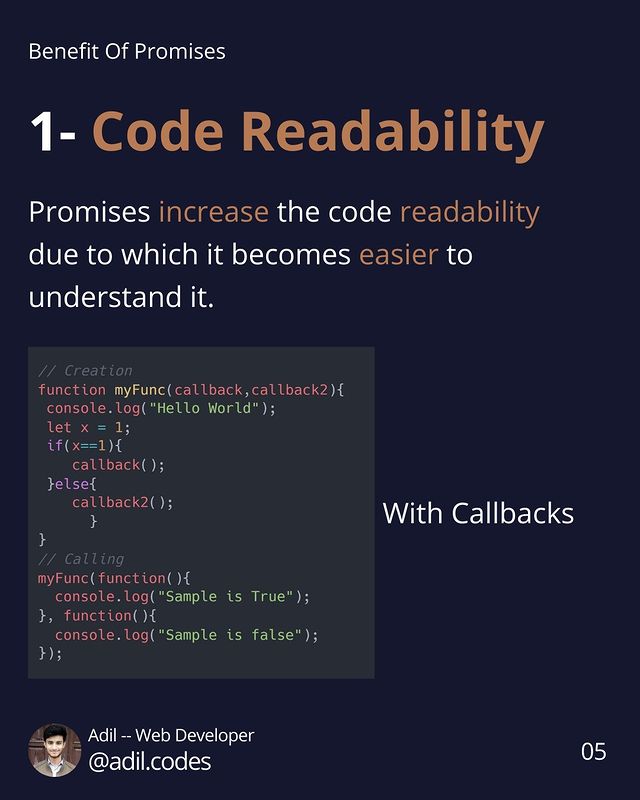 Benefit Of Promises
1- Code Readability
Promises increase the code readability
due to which it becomes easier to
understand it.
// Creation
function myFunc(callback,callback2){
 console.log("Hello World");
 let x = 1;
 if(x==1){
    callback();
 }else{
    callback2();
      }
}
// Calling
myFunc(function(){
  console.log("Sample is True");
}, function(){
  console.log("Sample is false");
});
With Callbacks
Adil -- Web Developer
@adil.codes
05